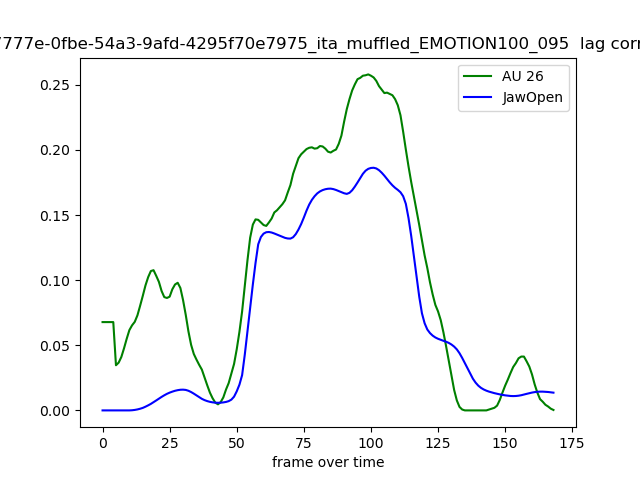 7777e-0fbe-54a3-9afd-4295f70e7975_ita_muffled_EMOTION100_095 lag corr
AU 26
JawOpen
0.25
0.20
0.15
0.10
0.05
0.00
0 25 50 75 100 125 150 175
frame over time